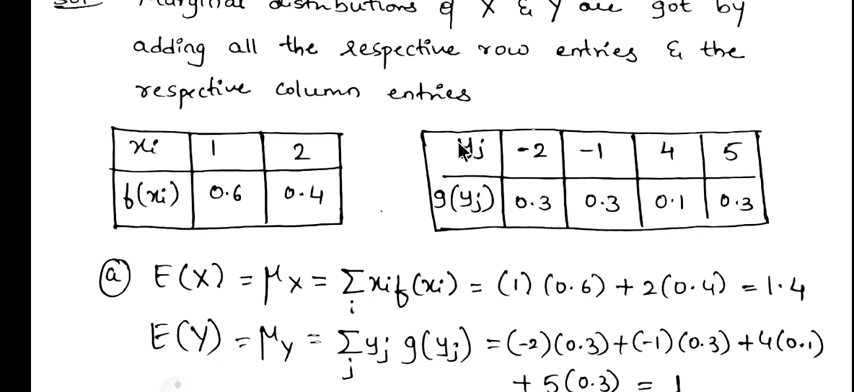 Sol: Marginal distributions of X & Y are got by
adding all the respective row entries & the
respective column entries
xi 1 2
f(xi) 0.6 0.4
yj -2 -1 4 5
g(yj) 0.3 0.3 0.1 0.3
ⓐ E(X) = μX = ∑i xi f(xi) = (1)(0.6) + 2(0.4) = 1.4
E(Y) = μY = ∑j yj g(yj) = (-2)(0.3)+(-1)(0.3)+4(0.1)
+ 5(0.3) = 1